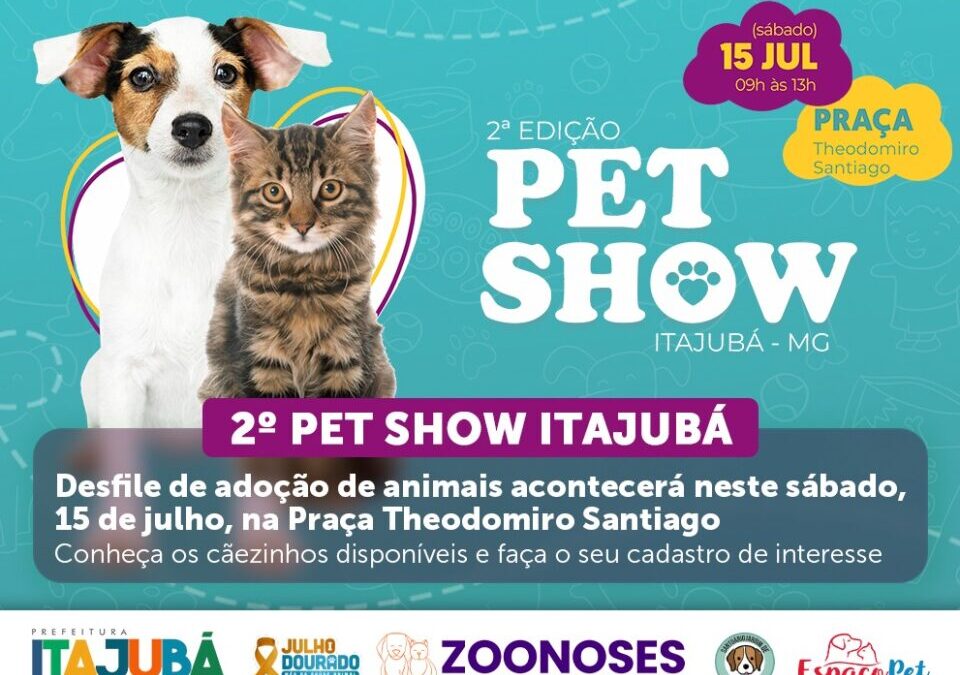 (sábado)
15 JUL
09h às 13h
PRAÇA
Theodomiro
Santiago
2ª EDIÇÃO
PET
SHOW
ITAJUBÁ - MG
2º PET SHOW ITAJUBÁ
Desfile de adoção de animais acontecerá neste sábado,
15 de julho, na Praça Theodomiro Santiago
Conheça os cãezinhos disponíveis e faça o seu cadastro de interesse
PREFEITURA
ITAJUBÁ
JULHO
DOURADO
ZOONOSES
Espaço Pet